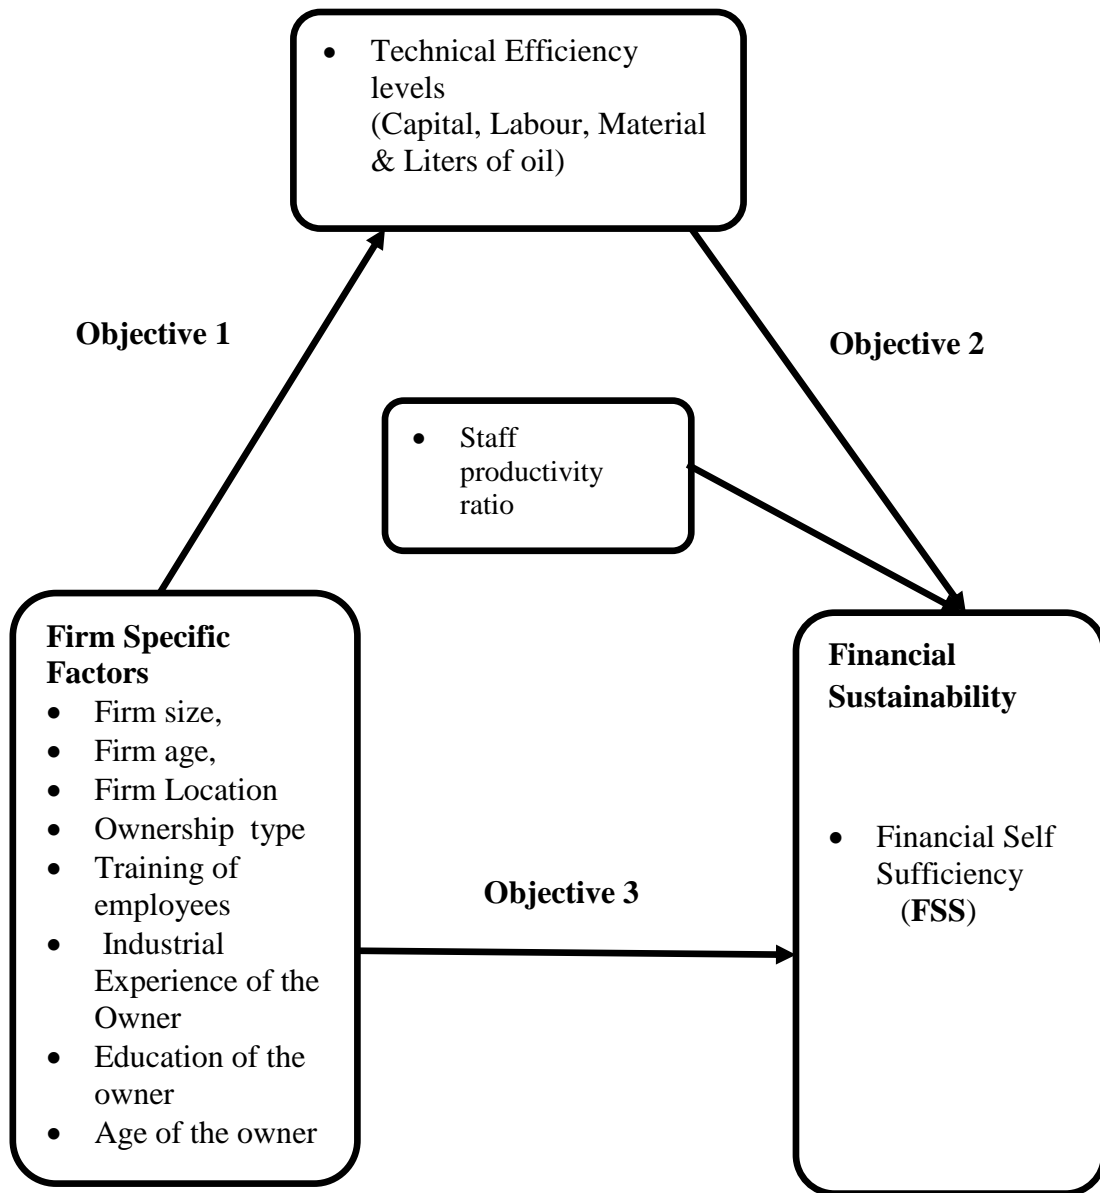 • Technical Efficiency
levels
(Capital, Labour, Material
& Liters of oil)
Objective 1
Objective 2
• Staff
productivity
ratio
Firm Specific
Factors
• Firm size,
• Firm age,
• Firm Location
• Ownership type
• Training of
employees
• Industrial
Experience of the
Owner
• Education of the
owner
• Age of the owner
Objective 3
Financial
Sustainability
• Financial Self
Sufficiency
(FSS)